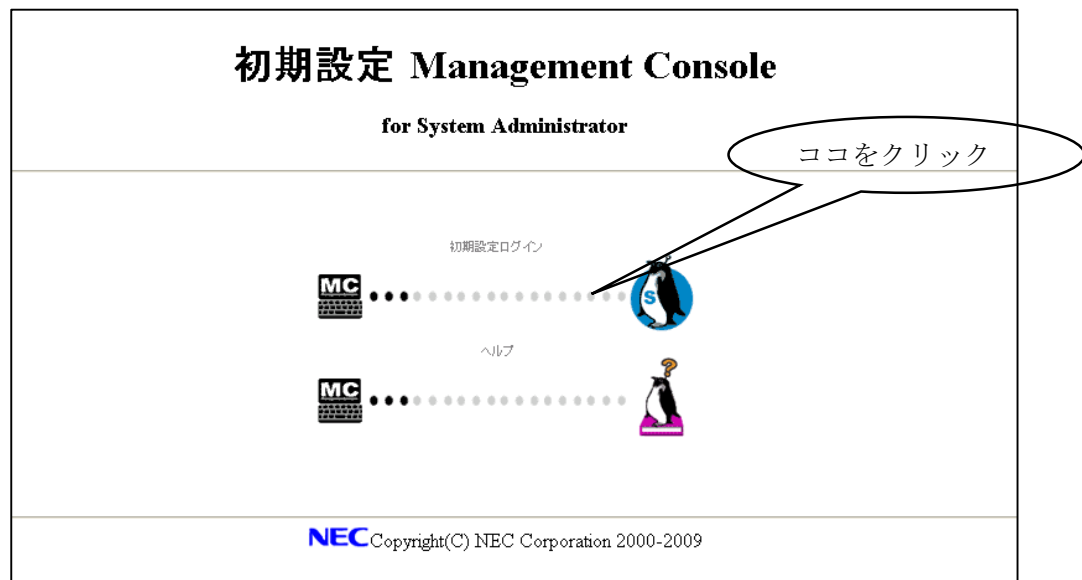 初期設定 Management Console
for System Administrator
ココをクリック
初期設定ログイン
MC
S
ヘルプ
MC
?
NEC Copyright(C) NEC Corporation 2000-2009